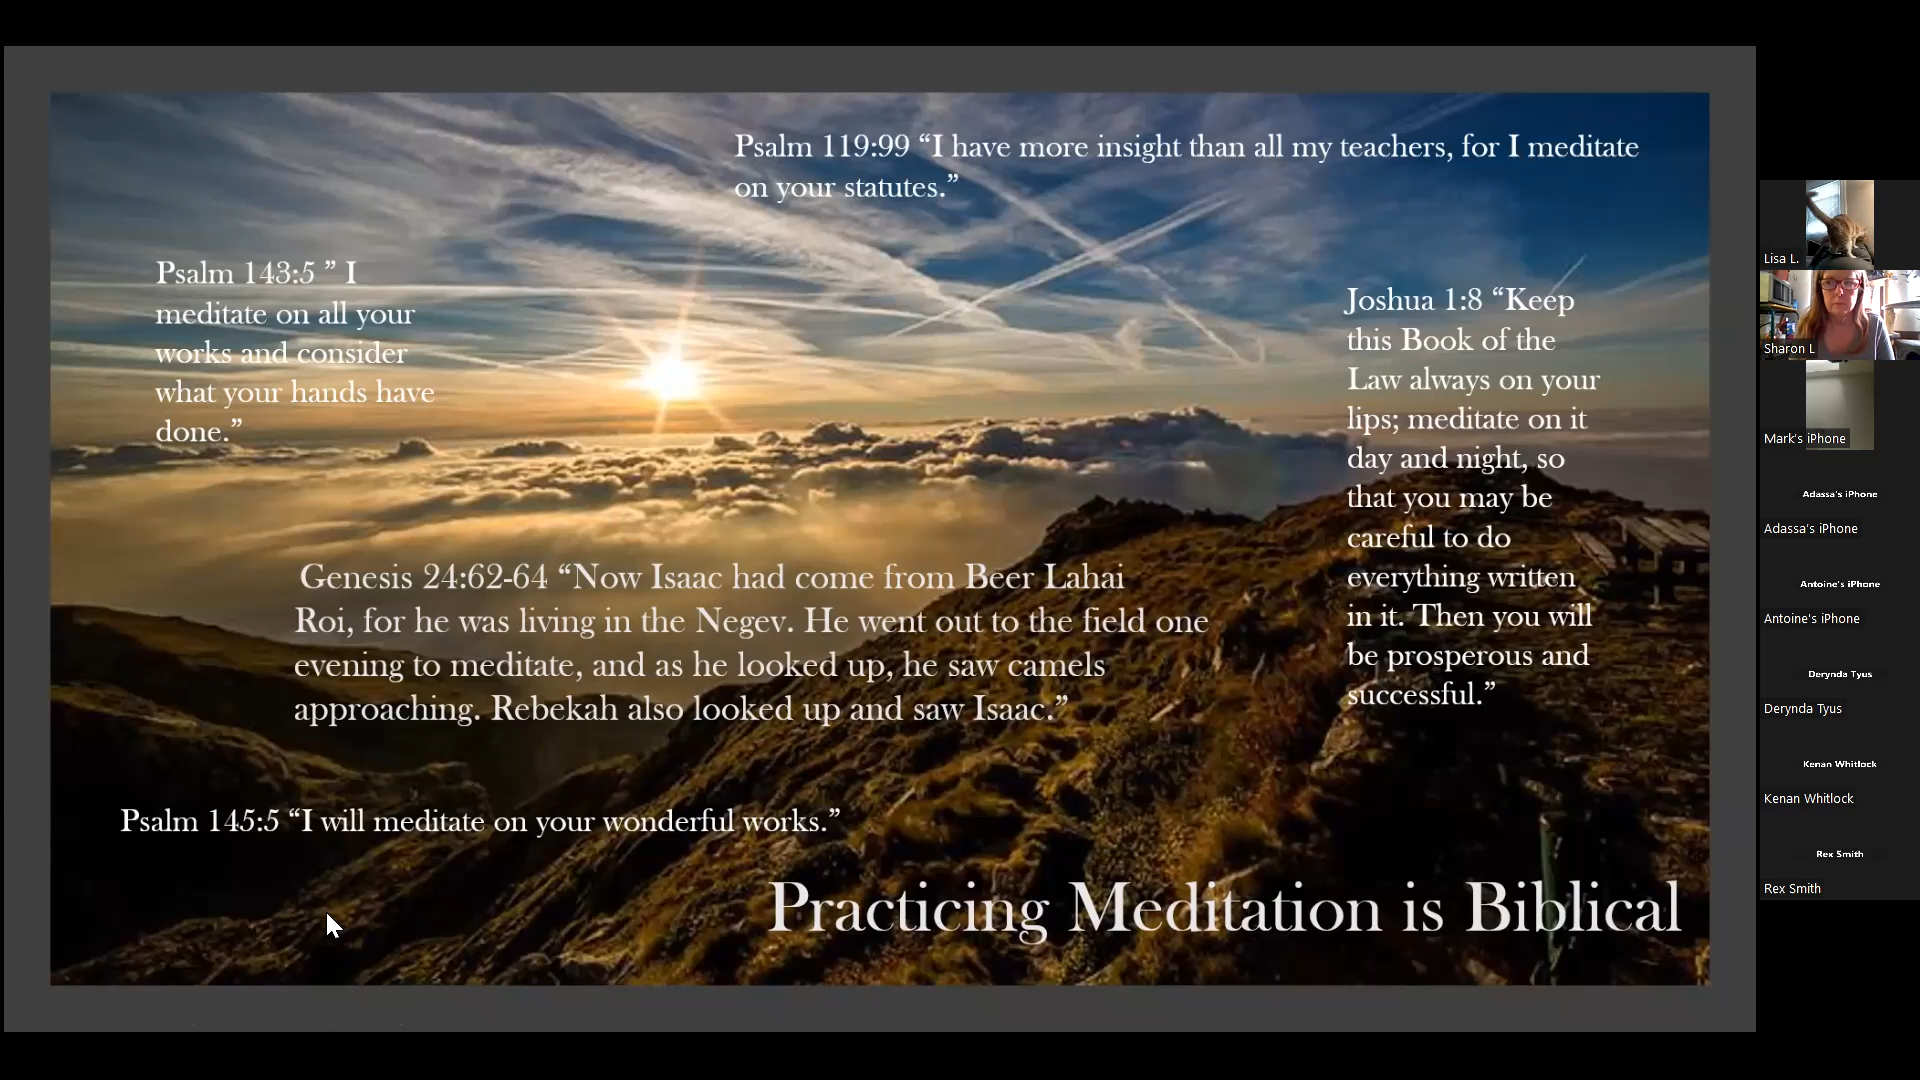 Psalm 119:99 “I have more insight than all my teachers, for I meditate
on your statutes.”
Psalm 143:5 ” I
meditate on all your
works and consider
what your hands have
done.”
Joshua 1:8 “Keep
this Book of the
Law always on your
lips; meditate on it
day and night, so
that you may be
careful to do
everything written
in it. Then you will
be prosperous and
successful.”
Genesis 24:62-64 “Now Isaac had come from Beer Lahai
Roi, for he was living in the Negev. He went out to the field one
evening to meditate, and as he looked up, he saw camels
approaching. Rebekah also looked up and saw Isaac.”
Psalm 145:5 “I will meditate on your wonderful works.”
Practicing Meditation is Biblical
Lisa L.
Sharon L
Mark's iPhone
Adassa's iPhone
Adassa's iPhone
Antoine's iPhone
Antoine's iPhone
Derynda Tyus
Derynda Tyus
Kenan Whitlock
Kenan Whitlock
Rex Smith
Rex Smith